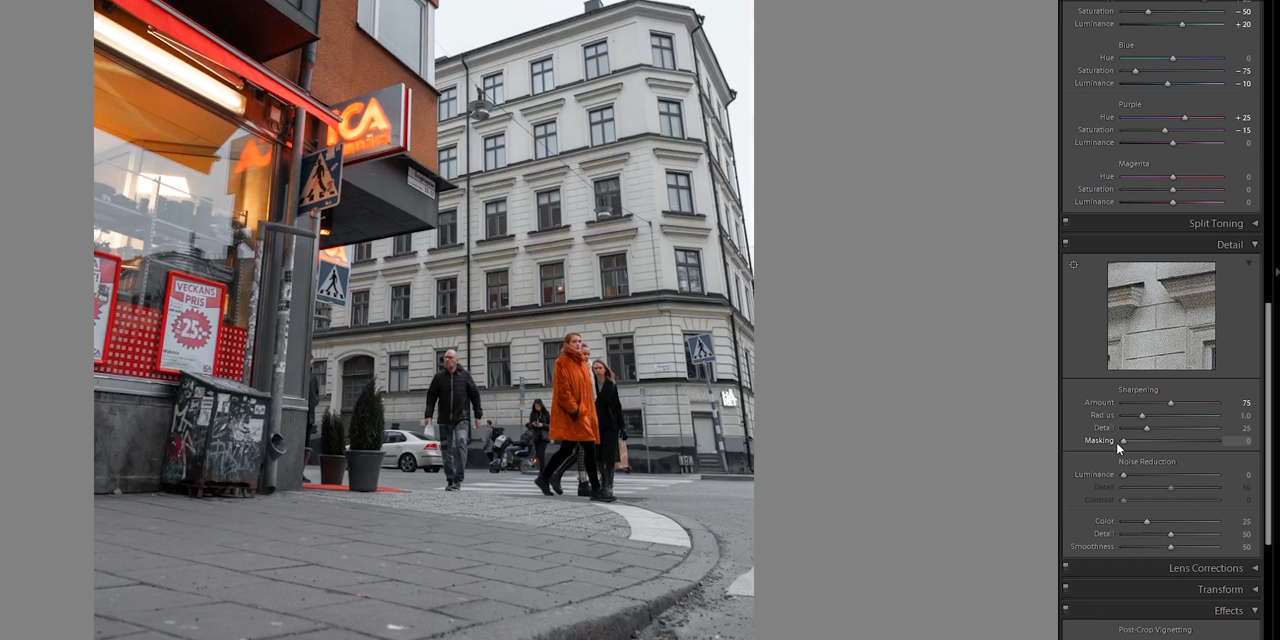 ICA
VECKANS
PRIS
25:-
Saturation - 50
Luminance + 20
Blue
Hue 0
Saturation - 75
Luminance - 10
Purple
Hue + 25
Saturation - 15
Luminance 0
Magenta
Hue 0
Saturation 0
Luminance 0
Split Toning
Detail
Sharpening
Amount 75
Radius 1.0
Detail 25
Masking 0
Noise Reduction
Luminance 0
Detail 50
Contrast 0
Color 25
Detail 50
Smoothness 50
Lens Corrections
Transform
Effects
Post-Crop Vignetting